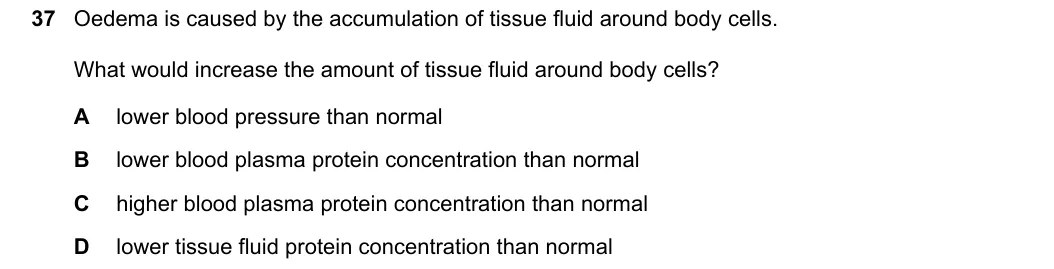 37 Oedema is caused by the accumulation of tissue fluid around body cells.
What would increase the amount of tissue fluid around body cells?
A lower blood pressure than normal
B lower blood plasma protein concentration than normal
C higher blood plasma protein concentration than normal
D lower tissue fluid protein concentration than normal